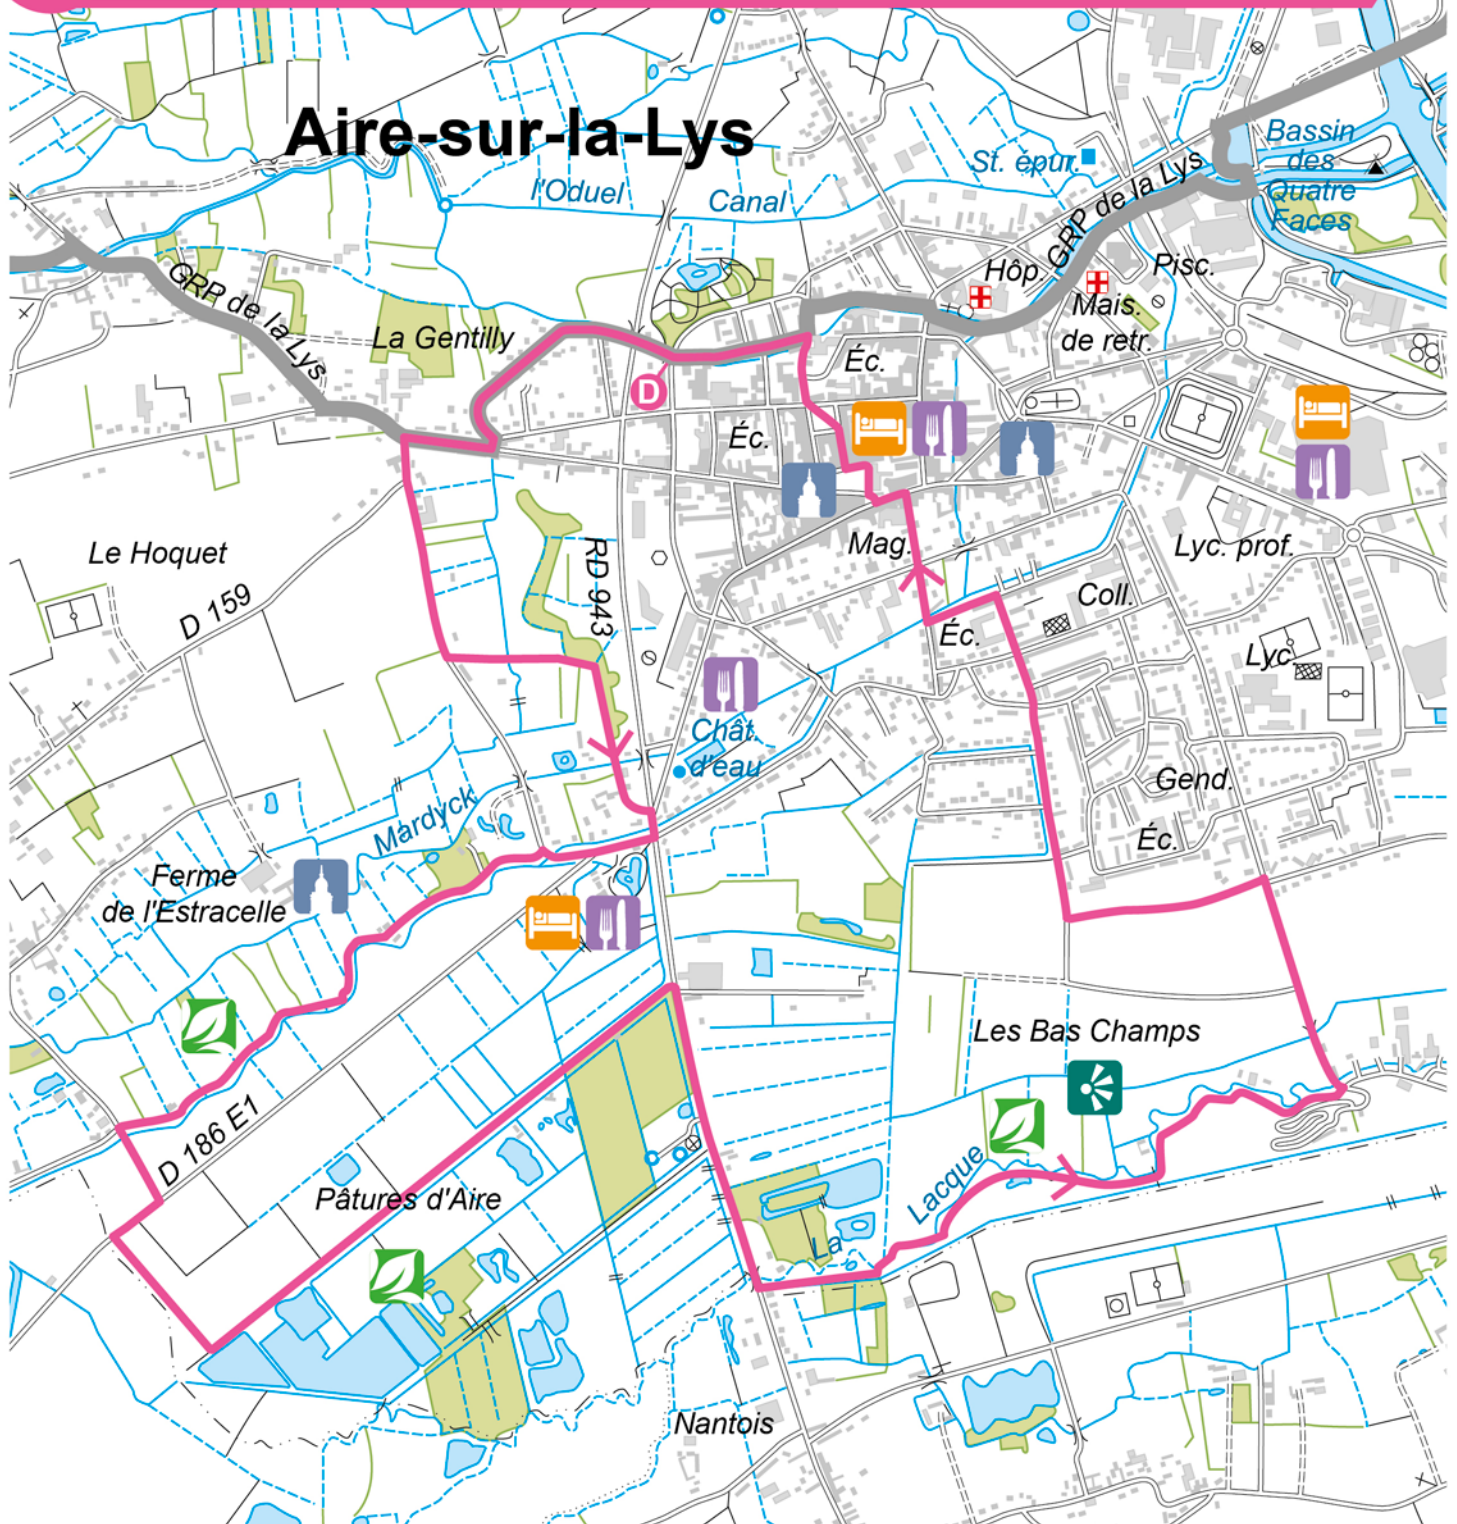 Aire-sur-la-Lys
Bassin
des
Quatre
Faces
St. épur.
l'Oduel
Canal
GRP de la Lys
GRP de la Lys
Hôp.
Pisc.
Mais.
de retr.
La Gentilly
Éc.
D
Éc.
Le Hoquet
D 159
RD 943
Mag.
Lyc. prof.
Coll.
Éc.
Lyc.
Chât.
d'eau
Gend.
Mardyck
Éc.
Ferme
de l'Estracelle
Les Bas Champs
D 186 E1
Pâtures d'Aire
La Lacque
Nantois